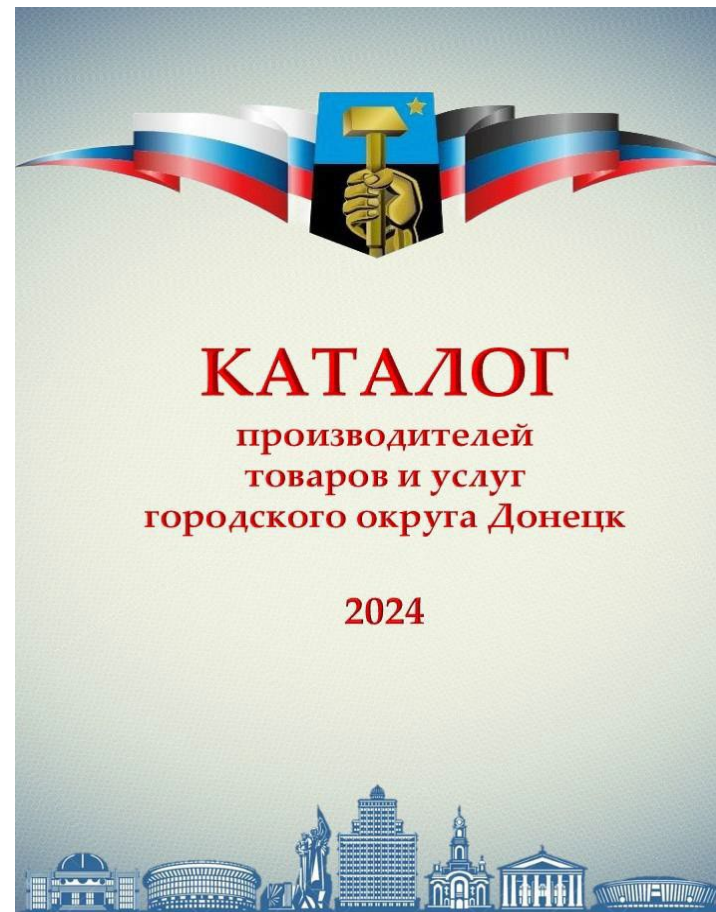 КАТАЛОГ
производителей
товаров и услуг
городского округа Донецк
2024